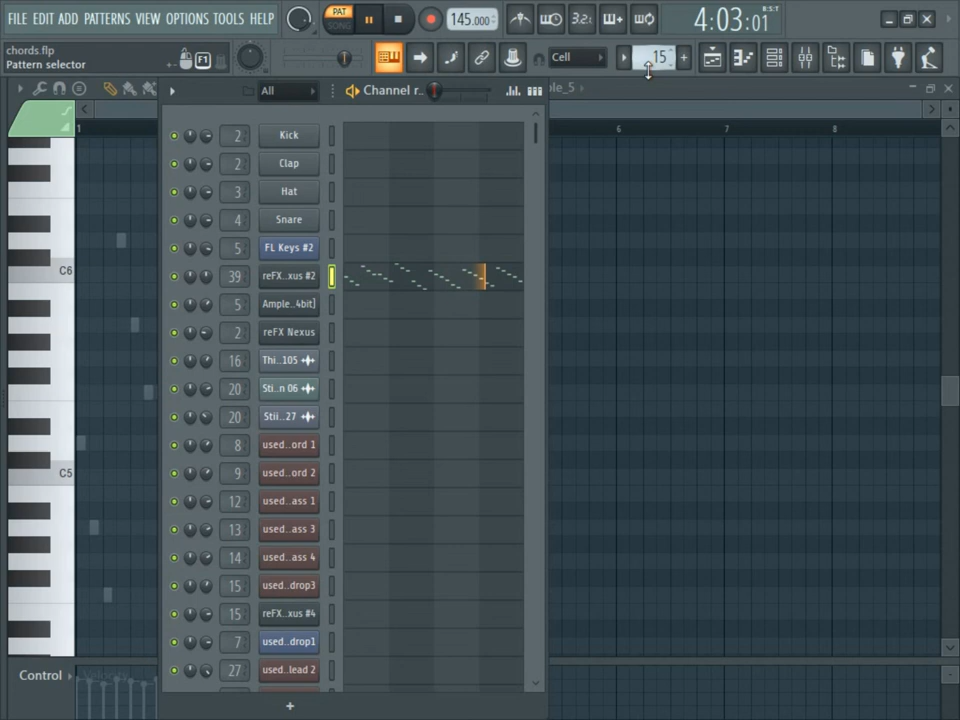 FILE EDIT ADD PATTERNS VIEW OPTIONS TOOLS HELP
PAT
SONG
145.000
3.2
4:03:01
B:S:T
chords.flp
Pattern selector
F1
Cell
15
All
Channel r..
le_5
1 6 7 8
2 Kick
2 Clap
3 Hat
4 Snare
5 FL Keys #2
39 reFX..xus #2
5 Ample..4bit]
2 reFX Nexus
16 Thi..105
20 Sti..n 06
20 Stii..27
8 used..ord 1
9 used..ord 2
12 used..ass 1
13 used..ass 3
14 used..ass 4
15 used..drop3
15 reFX..xus #4
7 used..drop1
27 used..lead 2
C6
C5
Control
Velocity
+